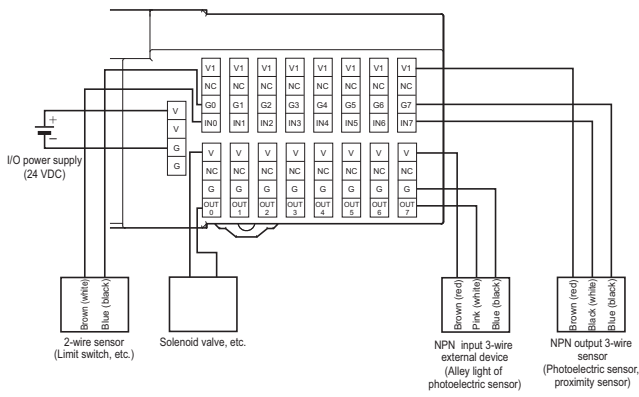 V1 V1 V1 V1 V1 V1 V1 V1
NC NC NC NC NC NC NC NC
G0 G1 G2 G3 G4 G5 G6 G7
IN0 IN1 IN2 IN3 IN4 IN5 IN6 IN7
V
V
G
G
+
−
I/O power supply
(24 VDC)
V V V V V V V V
NC NC NC NC NC NC NC NC
G G G G G G G G
OUT OUT OUT OUT OUT OUT OUT OUT
0 1 2 3 4 5 6 7
Brown (white)
Blue (black)
2-wire sensor
(Limit switch, etc.)
Solenoid valve, etc.
Brown (red)
Pink (white)
Blue (black)
NPN input 3-wire
external device
(Alley light of
photoelectric sensor)
Brown (red)
Black (white)
Blue (black)
NPN output 3-wire
sensor
(Photoelectric sensor,
proximity sensor)